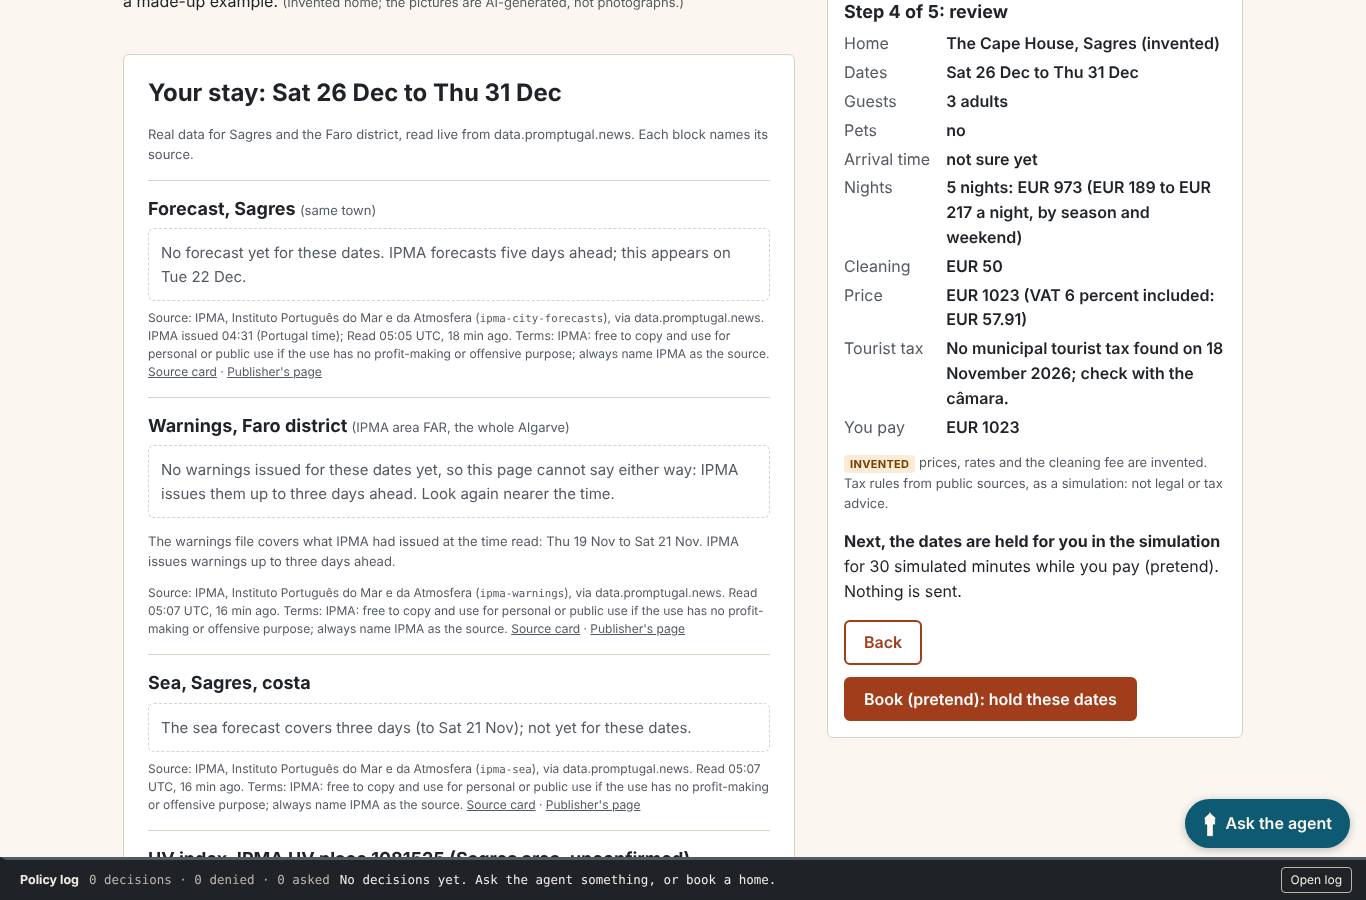 a made-up example. (Invented home; the pictures are AI-generated, not photographs.)
Your stay: Sat 26 Dec to Thu 31 Dec
Real data for Sagres and the Faro district, read live from data.promptugal.news. Each block names its
source.
Forecast, Sagres (same town)
No forecast yet for these dates. IPMA forecasts five days ahead; this appears on
Tue 22 Dec.
Source: IPMA, Instituto Português do Mar e da Atmosfera (ipma-city-forecasts), via data.promptugal.news.
IPMA issued 04:31 (Portugal time); Read 05:05 UTC, 18 min ago. Terms: IPMA: free to copy and use for
personal or public use if the use has no profit-making or offensive purpose; always name IPMA as the source.
Source card · Publisher's page
Warnings, Faro district (IPMA area FAR, the whole Algarve)
No warnings issued for these dates yet, so this page cannot say either way: IPMA
issues them up to three days ahead. Look again nearer the time.
The warnings file covers what IPMA had issued at the time read: Thu 19 Nov to Sat 21 Nov. IPMA
issues warnings up to three days ahead.
Source: IPMA, Instituto Português do Mar e da Atmosfera (ipma-warnings), via data.promptugal.news. Read
05:07 UTC, 16 min ago. Terms: IPMA: free to copy and use for personal or public use if the use has no profit-
making or offensive purpose; always name IPMA as the source. Source card · Publisher's page
Sea, Sagres, costa
The sea forecast covers three days (to Sat 21 Nov); not yet for these dates.
Source: IPMA, Instituto Português do Mar e da Atmosfera (ipma-sea), via data.promptugal.news. Read 05:07
UTC, 16 min ago. Terms: IPMA: free to copy and use for personal or public use if the use has no profit-making
or offensive purpose; always name IPMA as the source. Source card · Publisher's page
UV index, IPMA UV place 1081525 (Sagres area, unconfirmed)
Step 4 of 5: review
Home The Cape House, Sagres (invented)
Dates Sat 26 Dec to Thu 31 Dec
Guests 3 adults
Pets no
Arrival time not sure yet
Nights 5 nights: EUR 973 (EUR 189 to EUR
217 a night, by season and
weekend)
Cleaning EUR 50
Price EUR 1023 (VAT 6 percent included:
EUR 57.91)
Tourist tax No municipal tourist tax found on 18
November 2026; check with the
câmara.
You pay EUR 1023
INVENTED prices, rates and the cleaning fee are invented.
Tax rules from public sources, as a simulation: not legal or tax
advice.
Next, the dates are held for you in the simulation
for 30 simulated minutes while you pay (pretend).
Nothing is sent.
Back
Book (pretend): hold these dates
Ask the agent
Policy log 0 decisions · 0 denied · 0 asked No decisions yet. Ask the agent something, or book a home.
Open log